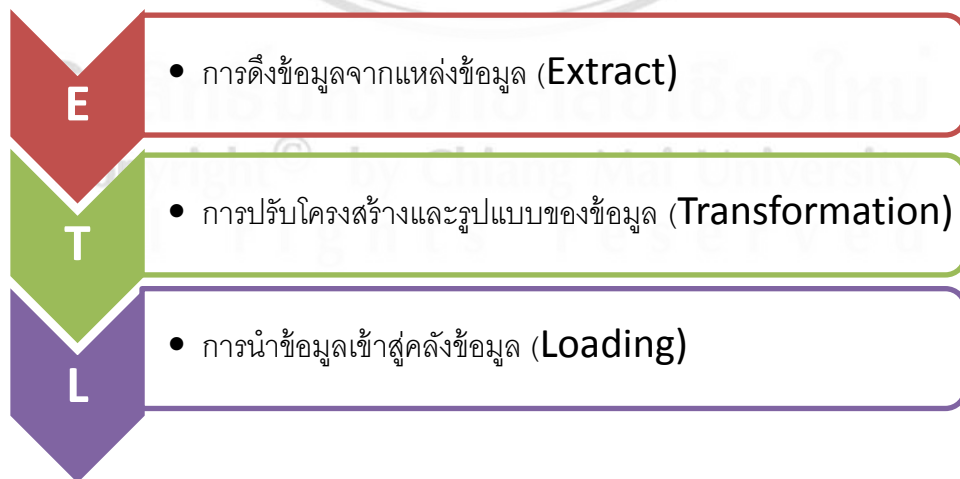 E
• การดึงข้อมูลจากแหล่งข้อมูล (Extract)
T
• การปรับโครงสร้างและรูปแบบของข้อมูล (Transformation)
L
• การนำข้อมูลเข้าสู่คลังข้อมูล (Loading)